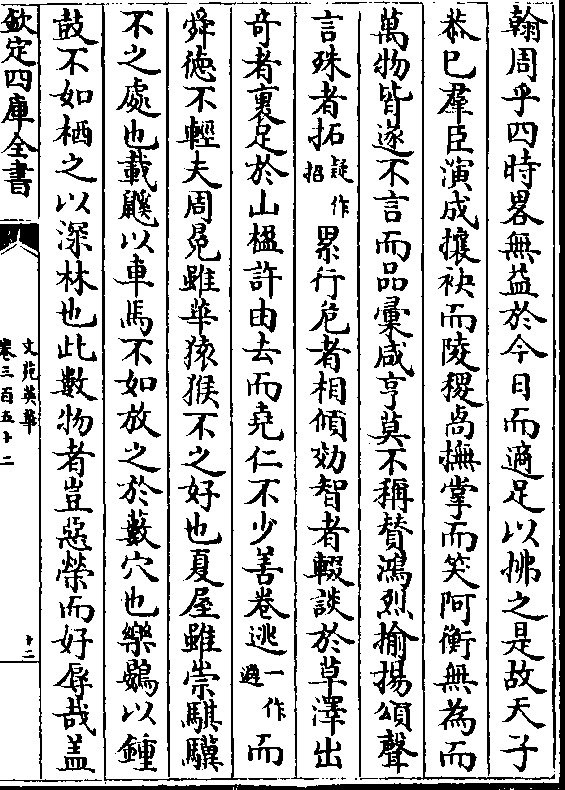 翰周乎四時畧無益於今日而適足以拂之是故天子
恭已羣臣演成攘袂而陵稷卨撫掌而笑阿衡無為而
萬物皆遂不言而品彙咸亨莫不稱贊鴻烈揄揚頌聲
言殊者拓疑作招累行危者相傾効智者輟談於草澤出
奇者裹足於山楹許由去而堯仁不少善卷逃一作遯而
舜徳不輕夫周冕雖華猿猴不之好也夏屋雖崇騏驥
不之處也載鼷以車馬不如放之於藪穴也樂鷃以鍾
鼓不如栖之以深林也此數物者豈惡榮而好辱哉盖
欽定四庫全書
文苑英華
卷三百五十二
十二